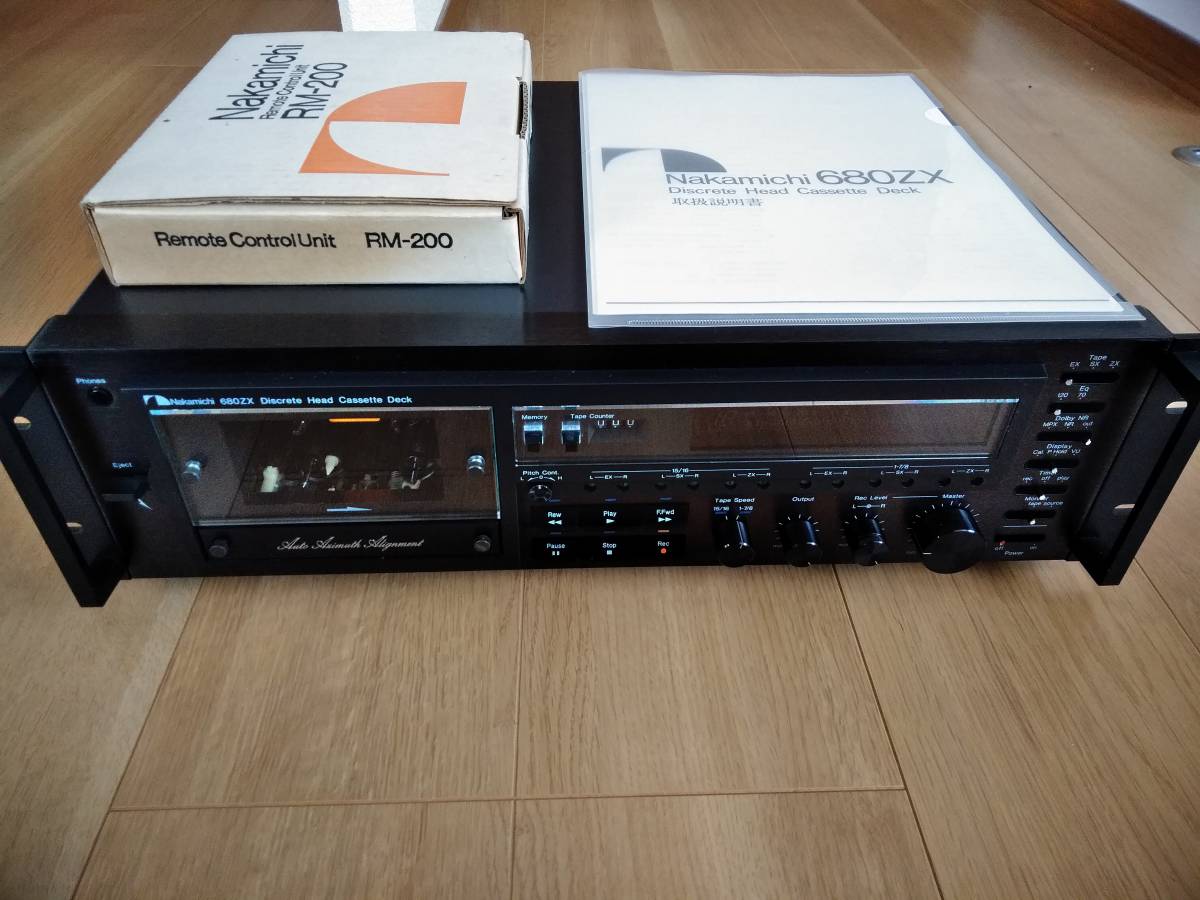 Nakamichi
Remote Control Unit
RM-200
Remote Control Unit RM-200
Nakamichi 680ZX
Discrete Head Cassette Deck
取扱説明書
Phones
Nakamichi 680ZX Discrete Head Cassette Deck
Eject
Auto Azimuth Alignment
Memory Tape Counter
Pitch Cont.
L O H
15/16
L EX R L SX R L ZX R
1-7/8
L EX R L SX R L ZX R
Rew Play F.Fwd
Pause Stop Rec
Tape Speed
15/16 1-7/8
Output
Rec Level
L R
Master
Tape
EX SX ZX
Eq
120 70
Dolby NR
MPX NR out
Display
Cal. P.Hold VU
rec off play
tape source
off on
Power